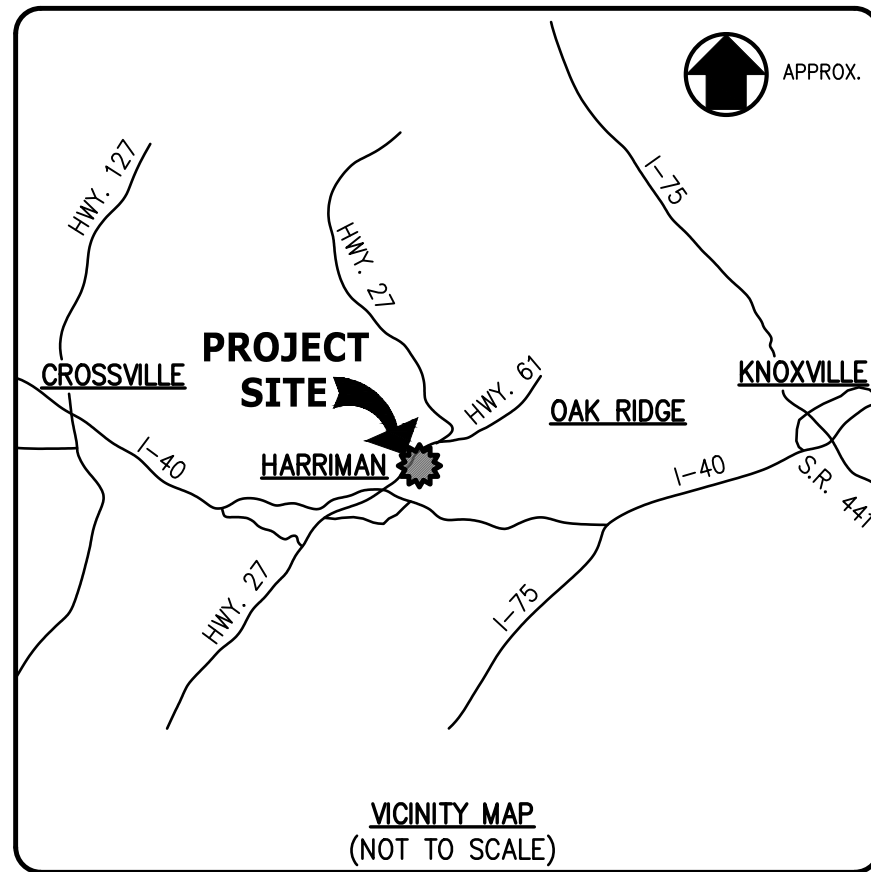 APPROX.
I-75
HWY. 127
HWY. 27
PROJECT
SITE
CROSSVILLE
KNOXVILLE
HWY. 61
OAK RIDGE
I-40
HARRIMAN
I-40
S.R. 441
HWY. 27
I-75
VICINITY MAP
(NOT TO SCALE)